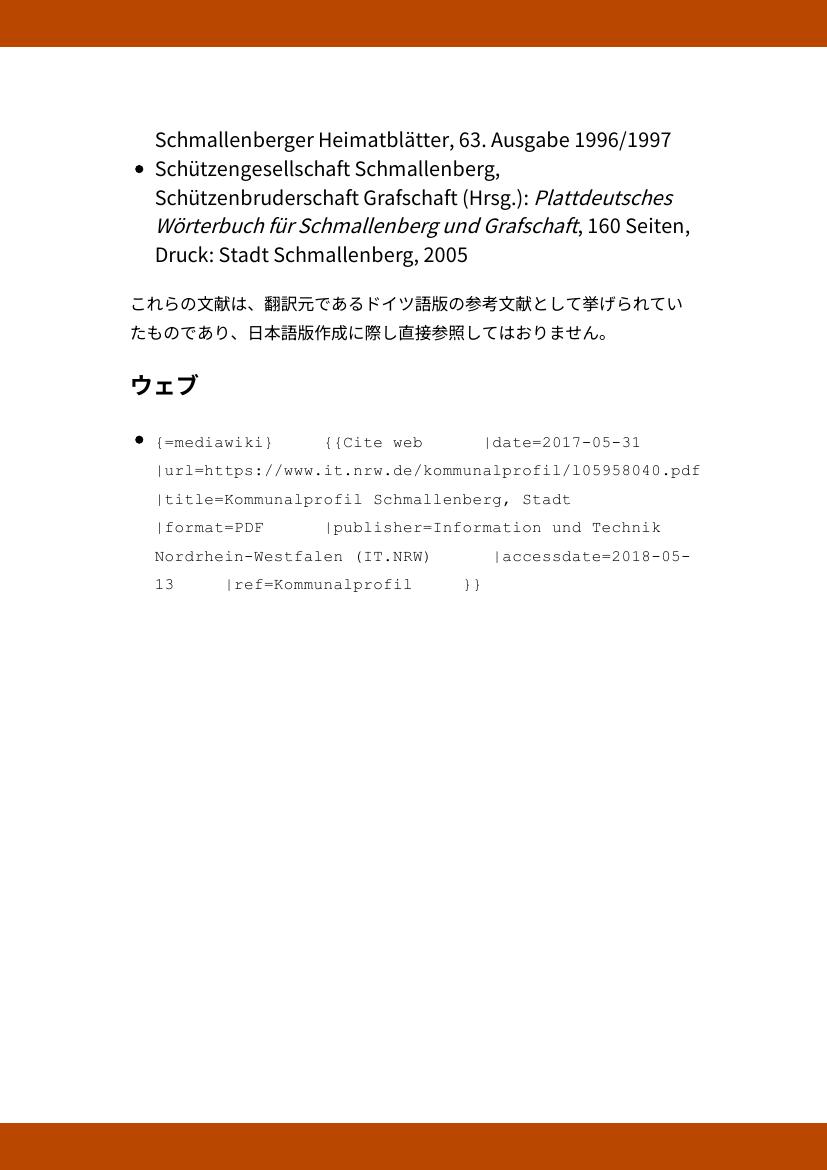 Schmallenberger Heimatblätter, 63. Ausgabe 1996/1997
● Schützengesellschaft Schmallenberg,
Schützenbruderschaft Grafschaft (Hrsg.): Plattdeutsches
Wörterbuch für Schmallenberg und Grafschaft, 160 Seiten,
Druck: Stadt Schmallenberg, 2005
これらの文献は、翻訳元であるドイツ語版の参考文献として挙げられてい
たものであり、日本語版作成に際し直接参照してはおりません。
ウェブ
● {=mediawiki} {{Cite web |date=2017-05-31
|url=https://www.it.nrw.de/kommunalprofil/l05958040.pdf
|title=Kommunalprofil Schmallenberg, Stadt
|format=PDF |publisher=Information und Technik
Nordrhein-Westfalen (IT.NRW) |accessdate=2018-05-
13 |ref=Kommunalprofil }}